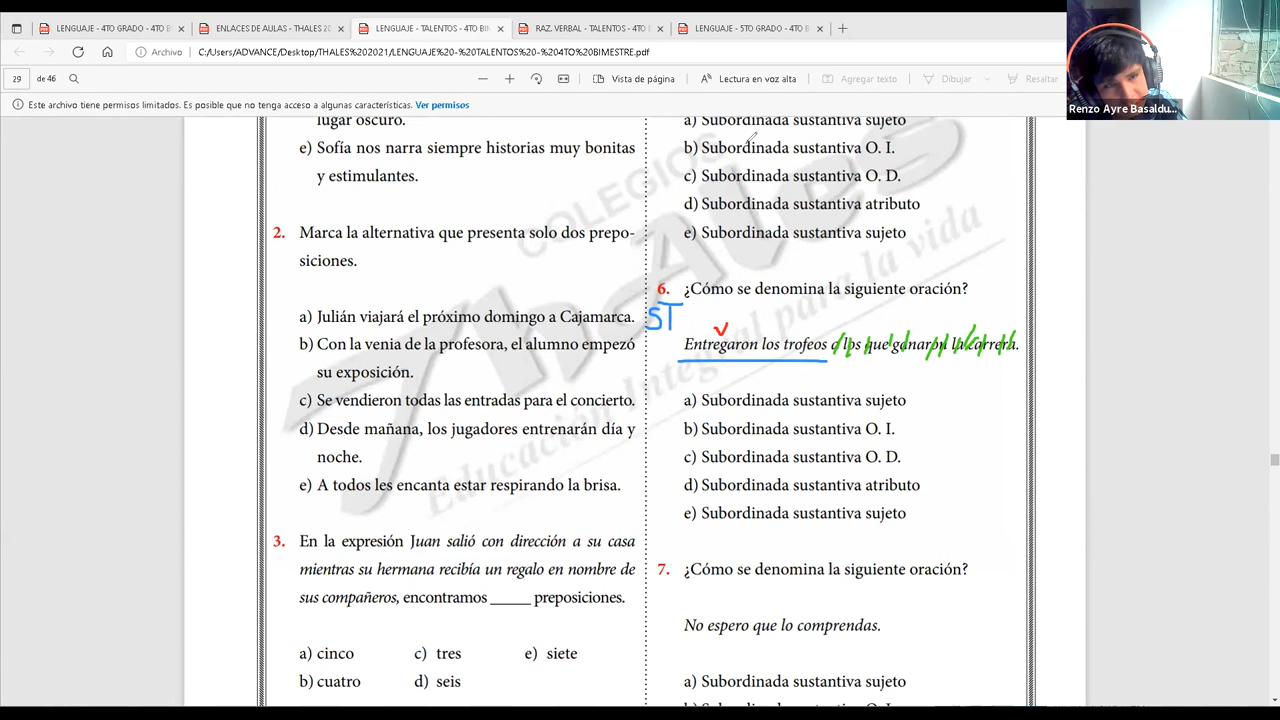 LENGUAJE - 4TO GRADO - 4TO B
ENLACES DE AULAS - THALES 20
LENGUAJE - TALENTOS - 4TO BIM
RAZ. VERBAL - TALENTOS - 4TO
LENGUAJE - 5TO GRADO - 4TO B
Archivo
C:/Users/ADVANCE/Desktop/THALES%202021/LENGUAJE%20-%20TALENTOS%20-%204TO%20BIMESTRE.pdf
29 de 46
Vista de página
Lectura en voz alta
Agregar texto
Dibujar
Resaltar
Este archivo tiene permisos limitados. Es posible que no tenga acceso a algunas características. Ver permisos
Renzo Ayre Basaldu...
lugar oscuro.
e) Sofía nos narra siempre historias muy bonitas
y estimulantes.
2. Marca la alternativa que presenta solo dos prepo-
siciones.
a) Julián viajará el próximo domingo a Cajamarca.
b) Con la venia de la profesora, el alumno empezó
su exposición.
c) Se vendieron todas las entradas para el concierto.
d) Desde mañana, los jugadores entrenarán día y
noche.
e) A todos les encanta estar respirando la brisa.
3. En la expresión Juan salió con dirección a su casa
mientras su hermana recibía un regalo en nombre de
sus compañeros, encontramos _____ preposiciones.
a) cinco c) tres e) siete
b) cuatro d) seis
a) Subordinada sustantiva sujeto
b) Subordinada sustantiva O. I.
c) Subordinada sustantiva O. D.
d) Subordinada sustantiva atributo
e) Subordinada sustantiva sujeto
6. ¿Cómo se denomina la siguiente oración?
ST
v
Entregaron los trofeos a los que ganaron la carrera.
a) Subordinada sustantiva sujeto
b) Subordinada sustantiva O. I.
c) Subordinada sustantiva O. D.
d) Subordinada sustantiva atributo
e) Subordinada sustantiva sujeto
7. ¿Cómo se denomina la siguiente oración?
No espero que lo comprendas.
a) Subordinada sustantiva sujeto
COLEGIOS
Thales
Educación Integral para la vida